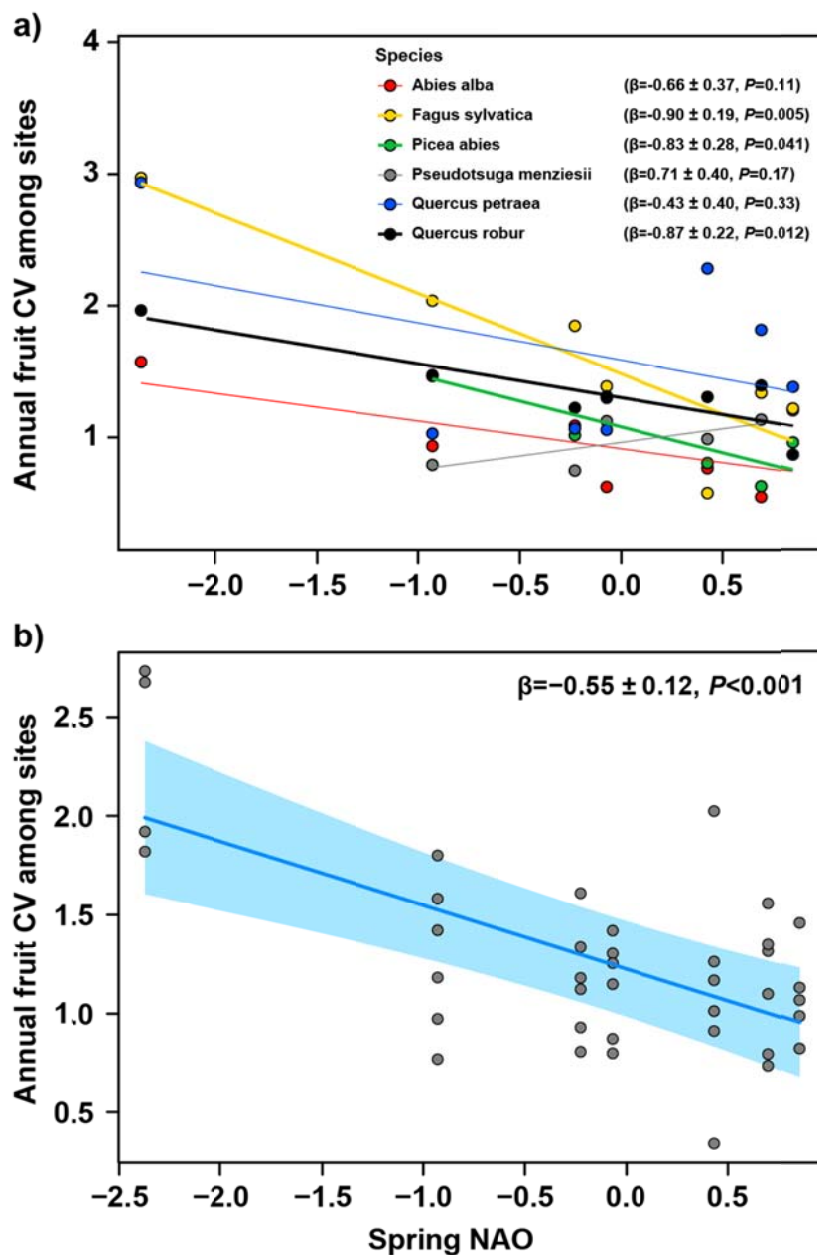 a)
Annual fruit CV among sites
4
3
2
1
Species
Abies alba (β=-0.66 ± 0.37, P=0.11)
Fagus sylvatica (β=-0.90 ± 0.19, P=0.005)
Picea abies (β=-0.83 ± 0.28, P=0.041)
Pseudotsuga menziesii (β=0.71 ± 0.40, P=0.17)
Quercus petraea (β=-0.43 ± 0.40, P=0.33)
Quercus robur (β=-0.87 ± 0.22, P=0.012)
−2.0 −1.5 −1.0 −0.5 0.0 0.5
b)
Annual fruit CV among sites
β=−0.55 ± 0.12, P<0.001
2.5
2.0
1.5
1.0
0.5
−2.5 −2.0 −1.5 −1.0 −0.5 0.0 0.5
Spring NAO